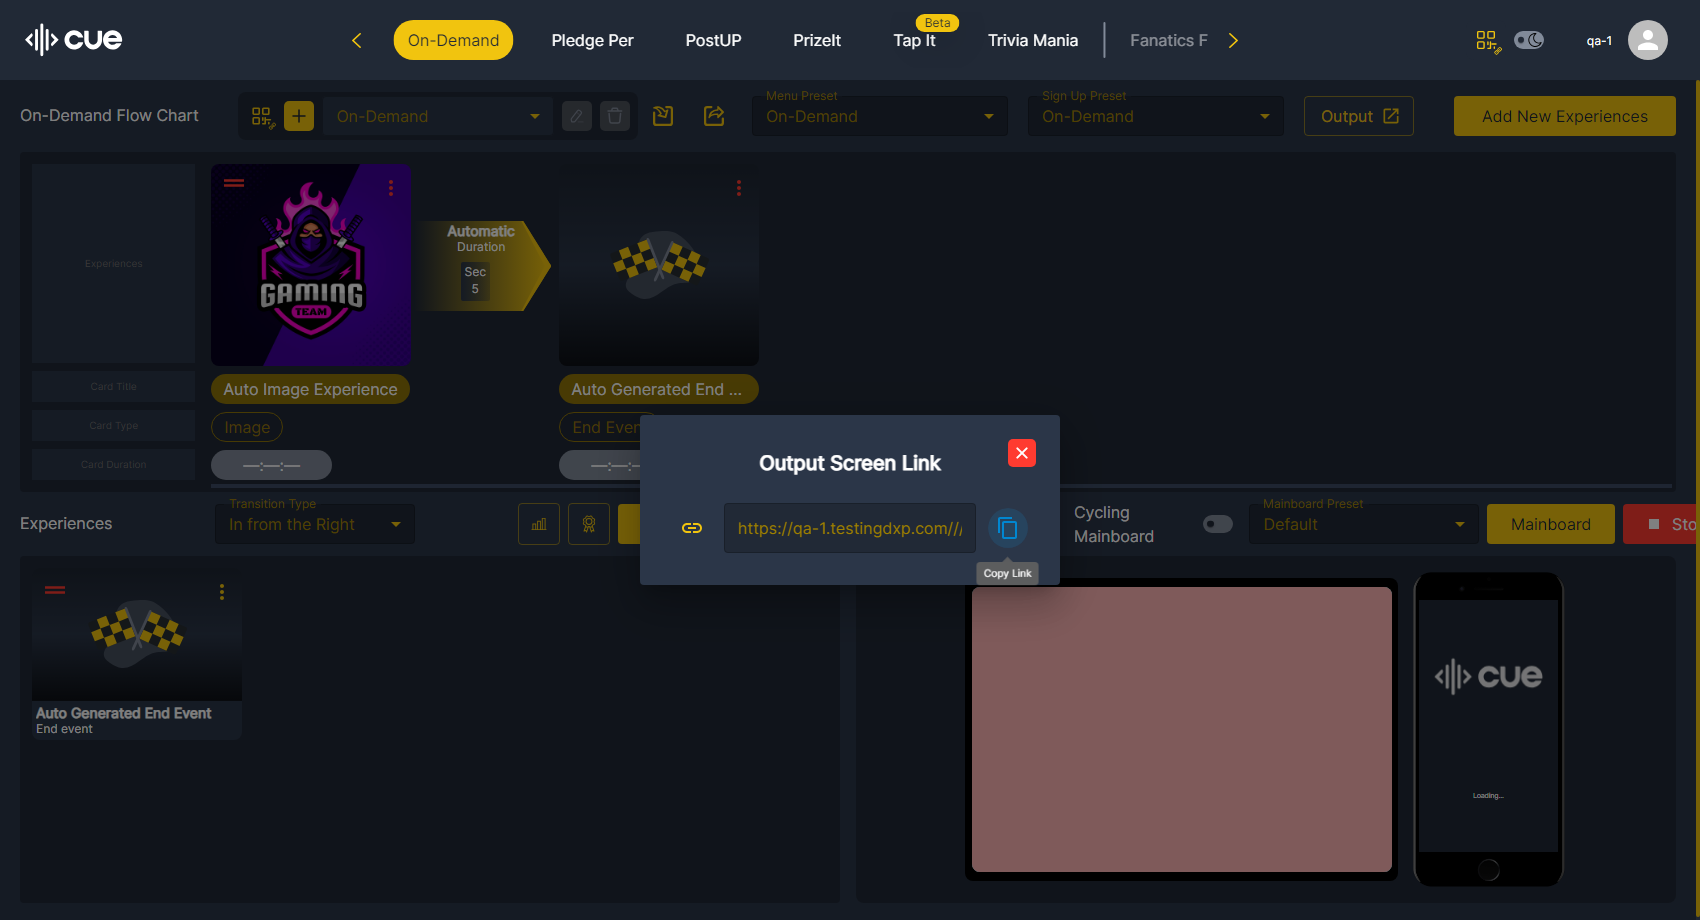 cue
On-Demand
Pledge Per
PostUP
PrizeIt
Beta
Tap It
Trivia Mania
Fanatics F
qa-1
On-Demand Flow Chart
On-Demand
Menu Preset
On-Demand
Sign Up Preset
On-Demand
Output
Add New Experiences
Experiences
Card Title
Card Type
Card Duration
GAMING
TEAM
Automatic
Duration
Sec
5
Auto Image Experience
Image
—:—:—
Auto Generated End ...
End Even
—:—:—
Output Screen Link
https://qa-1.testingdxp.com///
Copy Link
Experiences
Transition Type
In from the Right
Cycling
Mainboard
Mainboard Preset
Default
Mainboard
Sto
Auto Generated End Event
End event
cue
Loading...